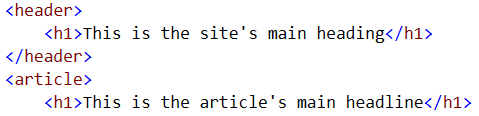 <header>
    <h1>This is the site's main heading</h1>
</header>
<article>
    <h1>This is the article's main headline</h1>